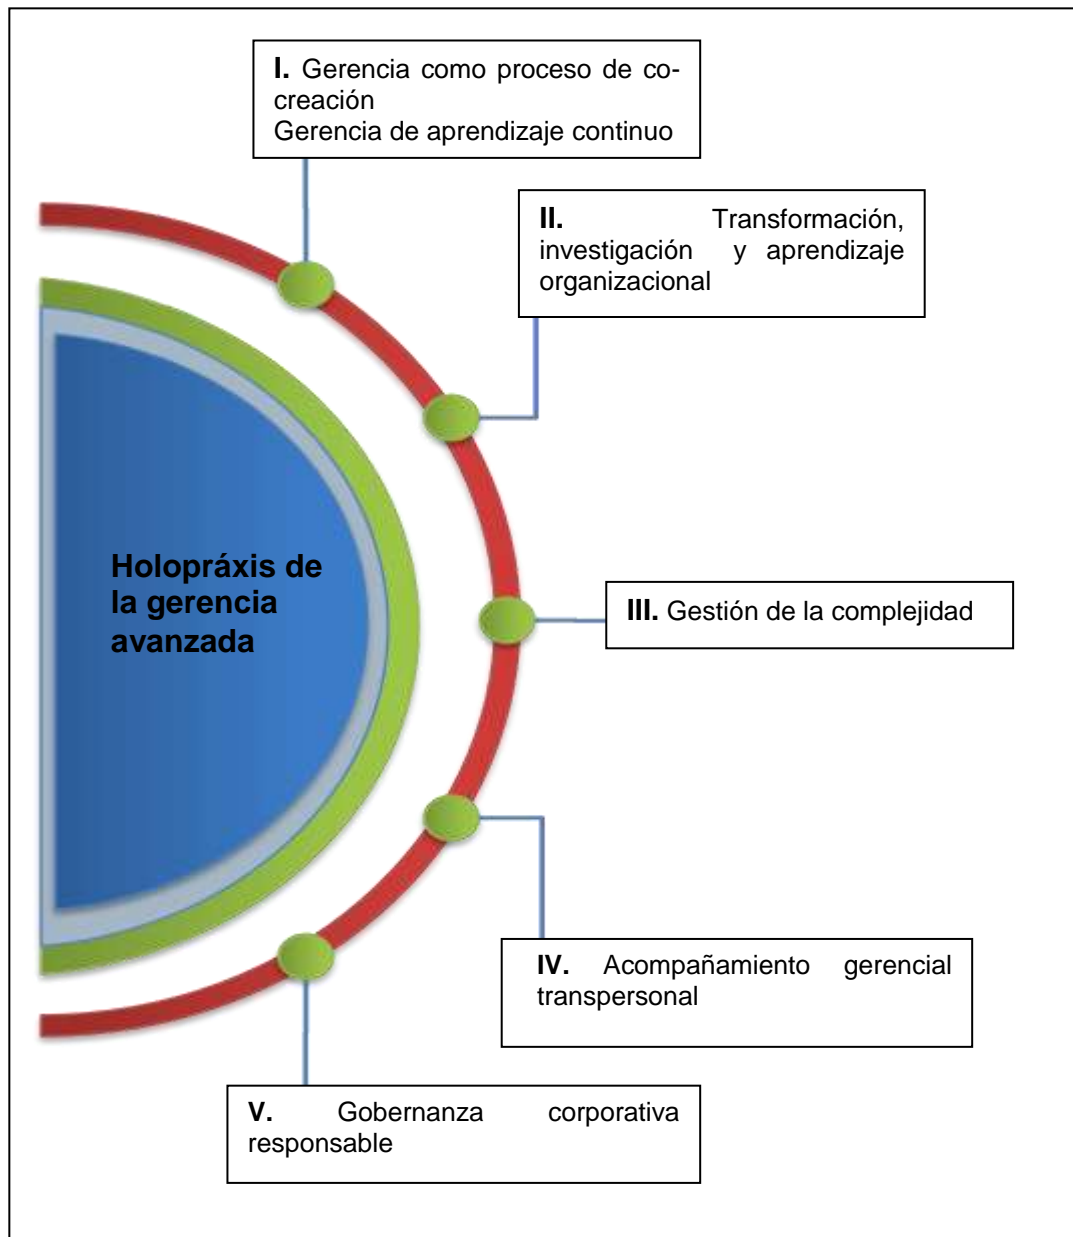 I. Gerencia como proceso de co-
creación
Gerencia de aprendizaje continuo
II. Transformación,
investigación y aprendizaje
organizacional
Holopráxis de
la gerencia
avanzada
III. Gestión de la complejidad
IV. Acompañamiento gerencial
transpersonal
V. Gobernanza corporativa
responsable